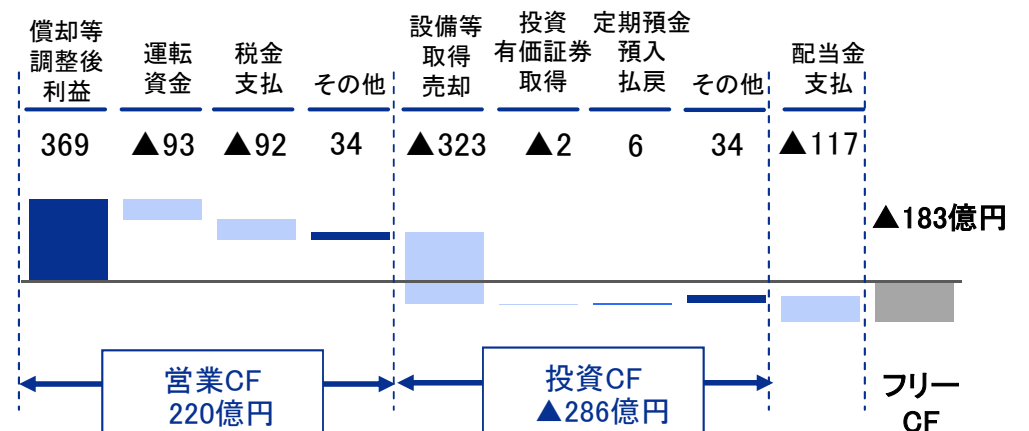 償却等
調整後
利益
運転
資金
税金
支払
その他
設備等
取得
売却
投資
有価証券
取得
定期預金
預入
払戻
その他
配当金
支払
369
▲93
▲92
34
▲323
▲2
6
34
▲117
▲183億円
営業CF
220億円
投資CF
▲286億円
フリー
CF